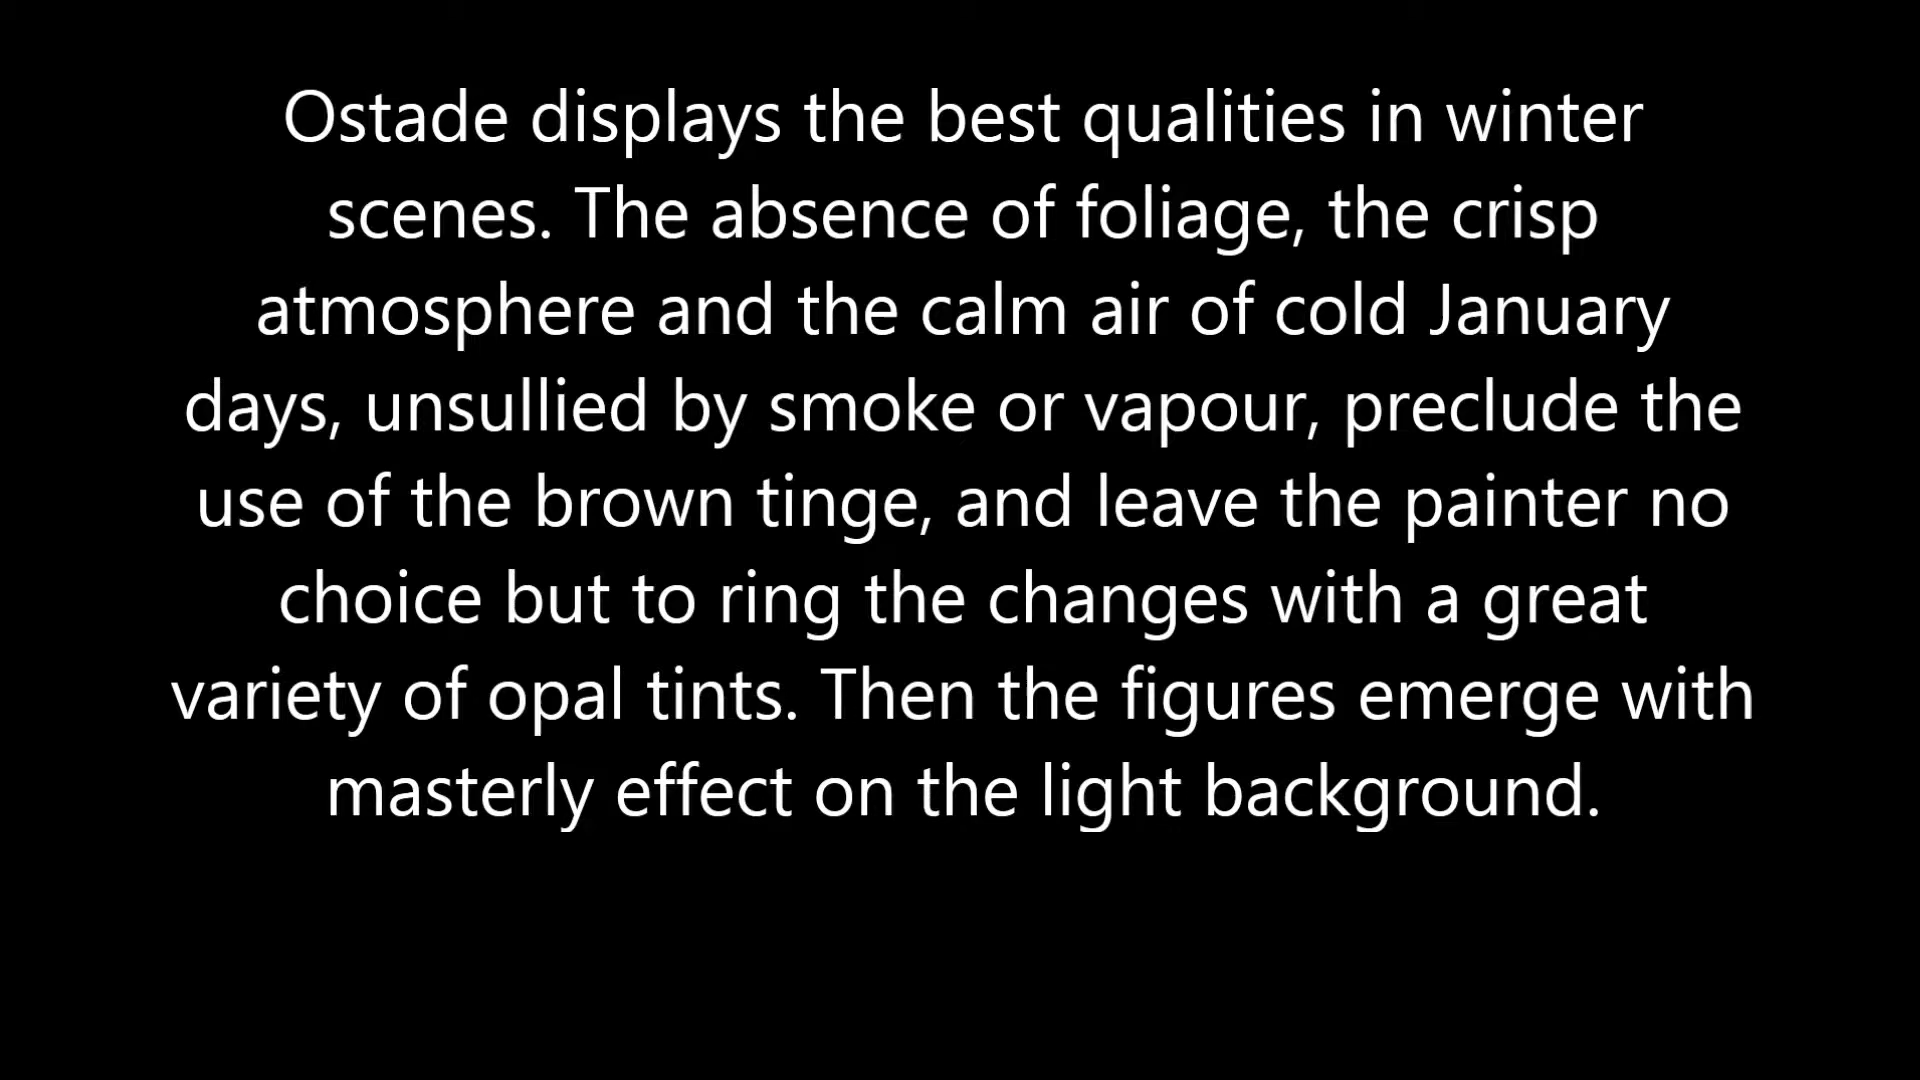 Ostade displays the best qualities in winter
scenes. The absence of foliage, the crisp
atmosphere and the calm air of cold January
days, unsullied by smoke or vapour, preclude the
use of the brown tinge, and leave the painter no
choice but to ring the changes with a great
variety of opal tints. Then the figures emerge with
masterly effect on the light background.